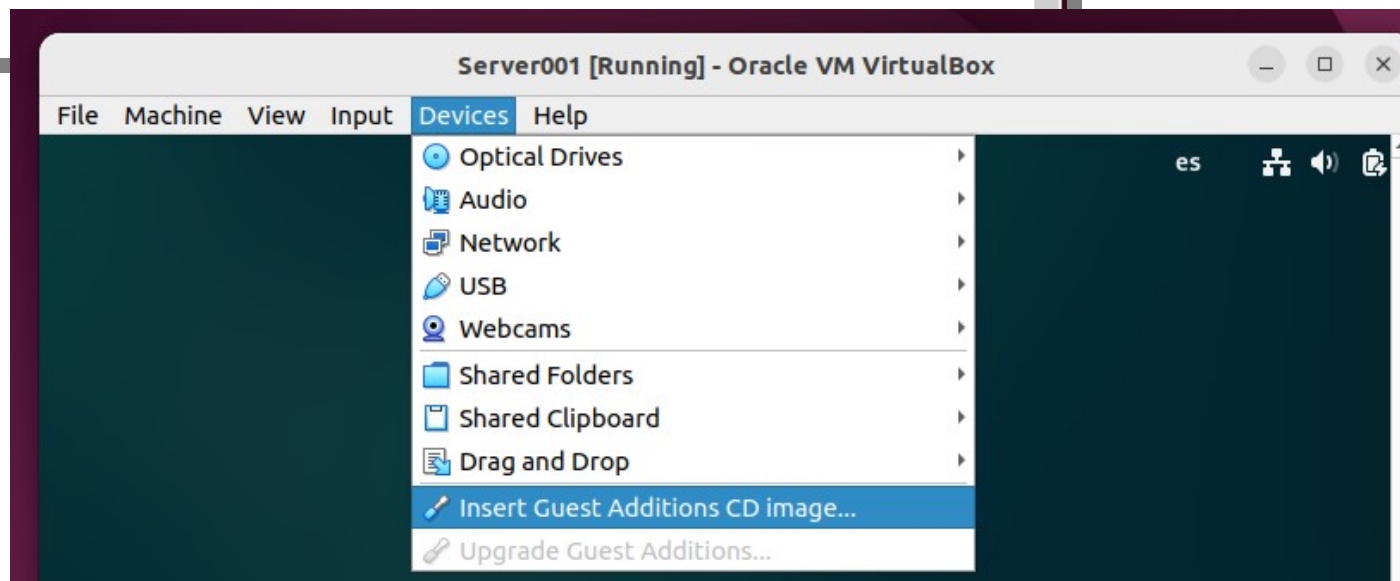 Server001 [Running] - Oracle VM VirtualBox
File Machine View Input Devices Help
Optical Drives
es
Audio
Network
USB
Webcams
Shared Folders
Shared Clipboard
Drag and Drop
Insert Guest Additions CD image...
Upgrade Guest Additions...